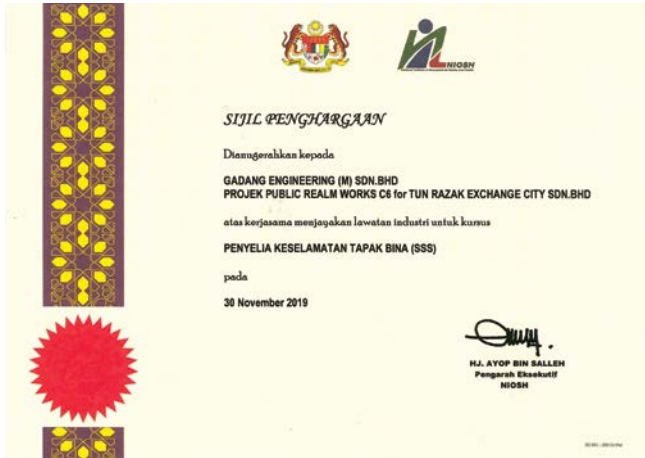 NIOSH
SIJIL PENGHARGAAN
Dianugerahkan kepada
GADANG ENGINEERING (M) SDN.BHD
PROJEK PUBLIC REALM WORKS C6 for TUN RAZAK EXCHANGE CITY SDN.BHD
atas kerjasama menjayakan lawatan industri untuk kursus
PENYELIA KESELAMATAN TAPAK BINA (SSS)
pada
30 November 2019
HJ. AYOP BIN SALLEH
Pengarah Eksekutif
NIOSH